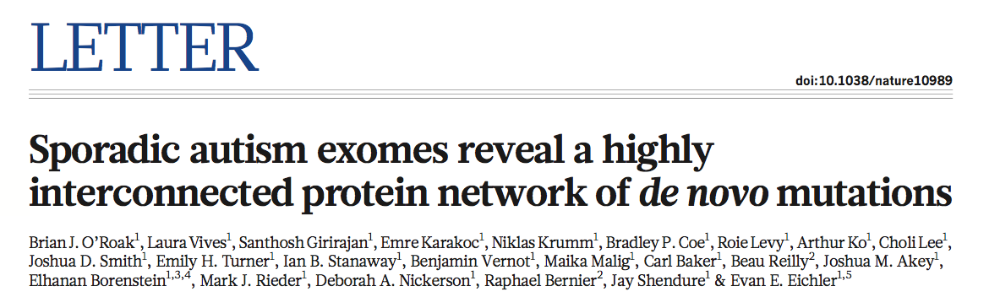 LETTER
doi:10.1038/nature10989
Sporadic autism exomes reveal a highly
interconnected protein network of de novo mutations
Brian J. O’Roak1, Laura Vives1, Santhosh Girirajan1, Emre Karakoc1, Niklas Krumm1, Bradley P. Coe1, Roie Levy1, Arthur Ko1, Choli Lee1,
Joshua D. Smith1, Emily H. Turner1, Ian B. Stanaway1, Benjamin Vernot1, Maika Malig1, Carl Baker1, Beau Reilly2, Joshua M. Akey1,
Elhanan Borenstein1,3,4, Mark J. Rieder1, Deborah A. Nickerson1, Raphael Bernier2, Jay Shendure1 & Evan E. Eichler1,5